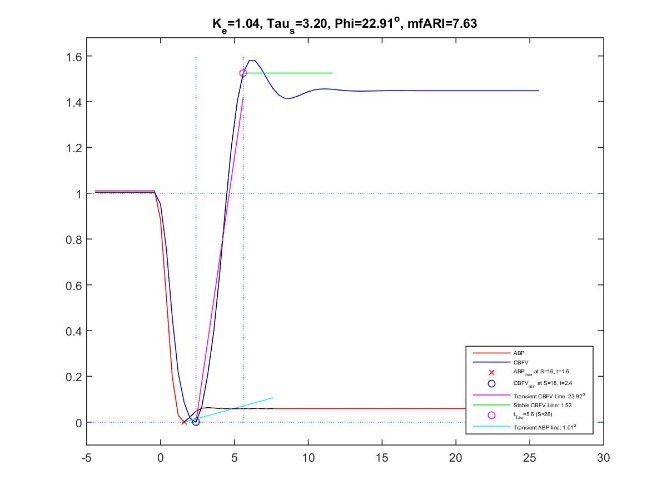 K_e=1.04, Tau_s=3.20, Phi=22.91°, mfARI=7.63
1.6
1.4
1.2
1
0.8
0.6
0.4
0.2
0
-5 0 5 10 15 20 25 30
ABP
CBFV
ABP_min at S=16, t=1.6
CBFV_min at S=18, t=2.4
Transient CBFV Line: 23.92°
Stable CBFV Line: 1.53
t_Tau=5.6 (S=26)
Transient ABP line: 1.01°